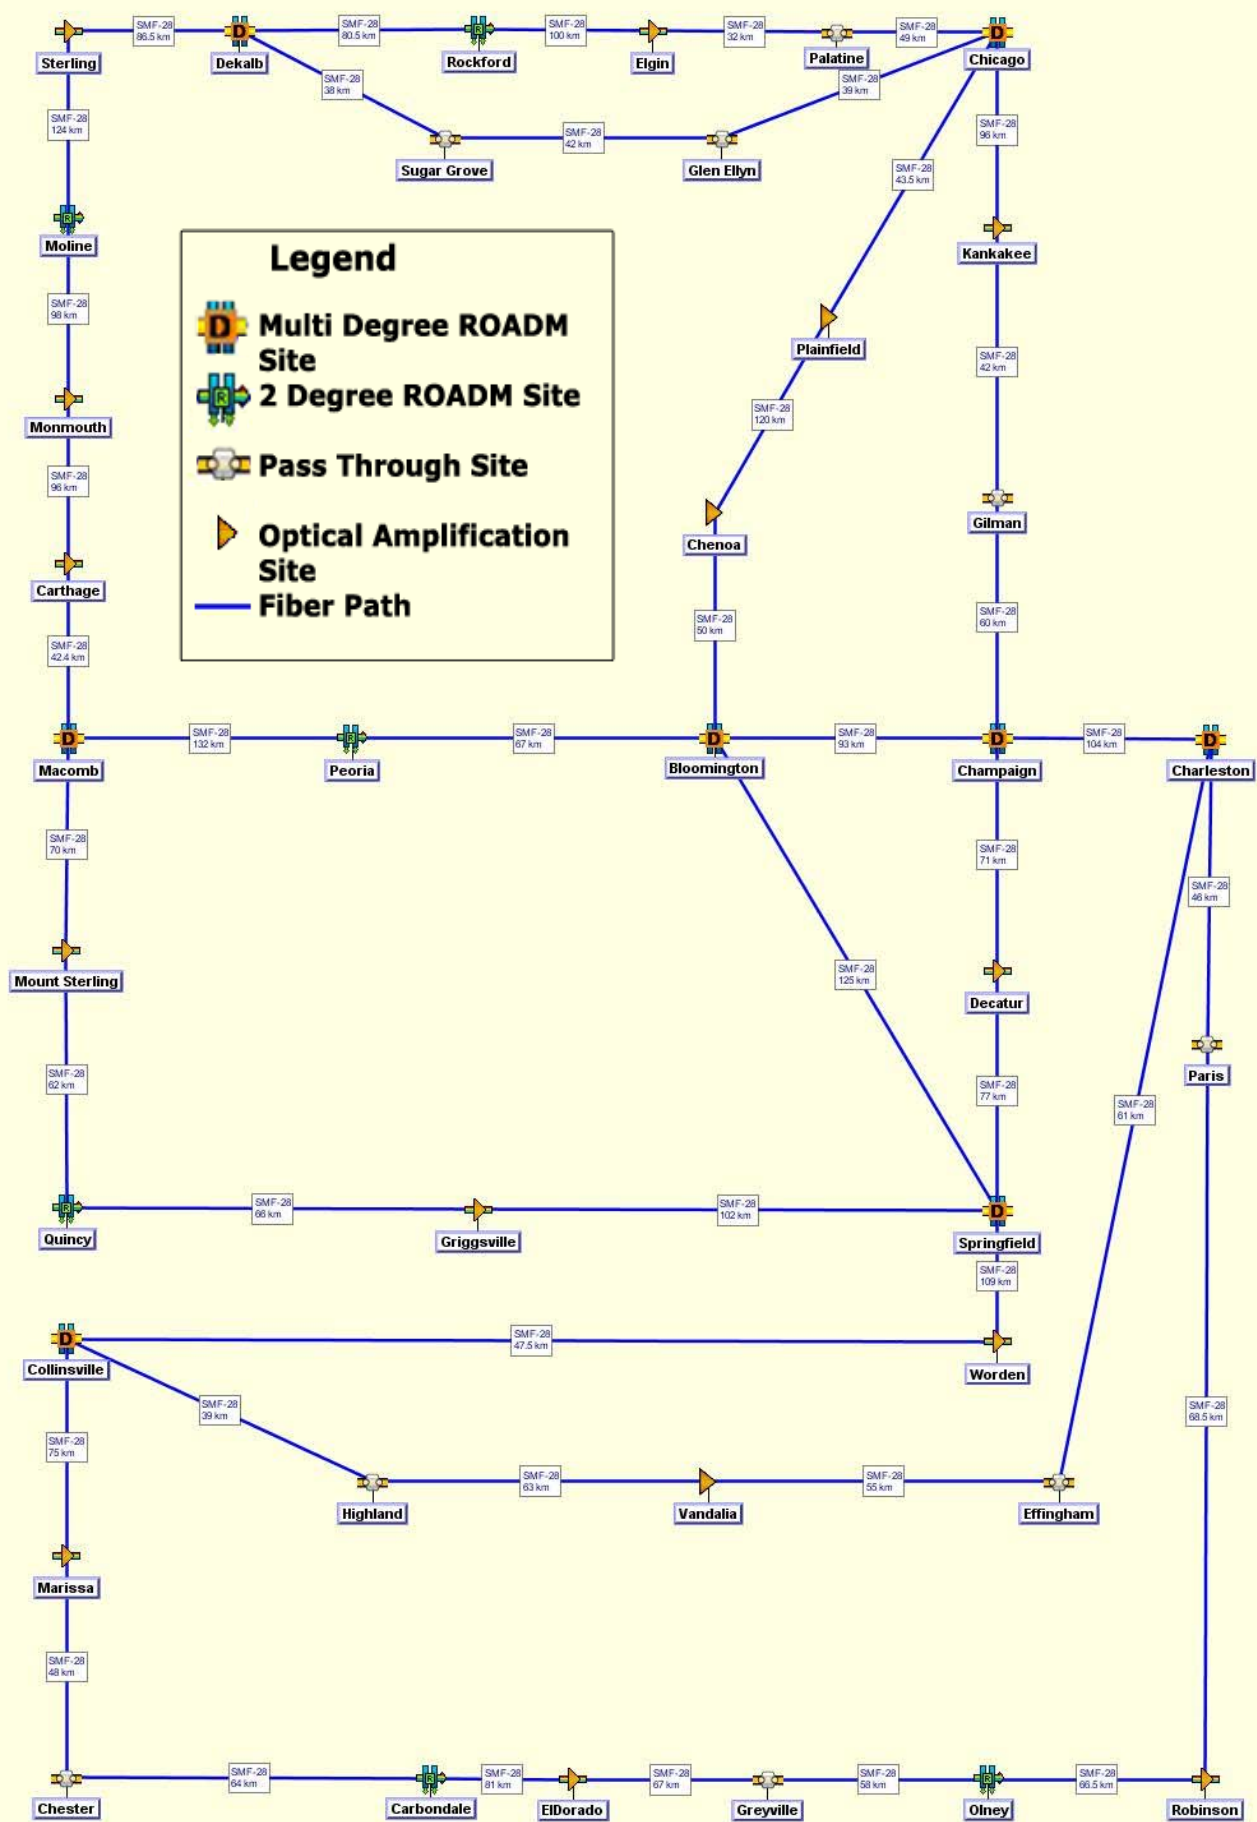 SMF-28
86.5 km
SMF-28
80.5 km
SMF-28
100 km
SMF-28
32 km
SMF-28
49 km
Sterling
Dekalb
Rockford
Elgin
Palatine
Chicago
SMF-28
38 km
SMF-28
39 km
SMF-28
124 km
SMF-28
42 km
SMF-28
96 km
Sugar Grove
Glen Ellyn
SMF-28
43.5 km
Moline
Kankakee
Legend
Multi Degree ROADM
Site
2 Degree ROADM Site
Pass Through Site
Optical Amplification
Site
Fiber Path
SMF-28
98 km
Plainfield
SMF-28
42 km
SMF-28
120 km
Monmouth
SMF-28
96 km
Gilman
Chenoa
Carthage
SMF-28
60 km
SMF-28
50 km
SMF-28
42.4 km
SMF-28
132 km
SMF-28
67 km
SMF-28
93 km
SMF-28
104 km
Macomb
Peoria
Bloomington
Champaign
Charleston
SMF-28
70 km
SMF-28
71 km
SMF-28
46 km
Mount Sterling
SMF-28
125 km
Decatur
SMF-28
62 km
Paris
SMF-28
77 km
SMF-28
61 km
SMF-28
66 km
SMF-28
102 km
Quincy
Griggsville
Springfield
SMF-28
109 km
SMF-28
47.5 km
Collinsville
Worden
SMF-28
39 km
SMF-28
68.5 km
SMF-28
75 km
SMF-28
63 km
SMF-28
55 km
Highland
Vandalia
Effingham
Marissa
SMF-28
48 km
SMF-28
64 km
SMF-28
81 km
SMF-28
67 km
SMF-28
58 km
SMF-28
66.5 km
Chester
Carbondale
ElDorado
Greyville
Olney
Robinson